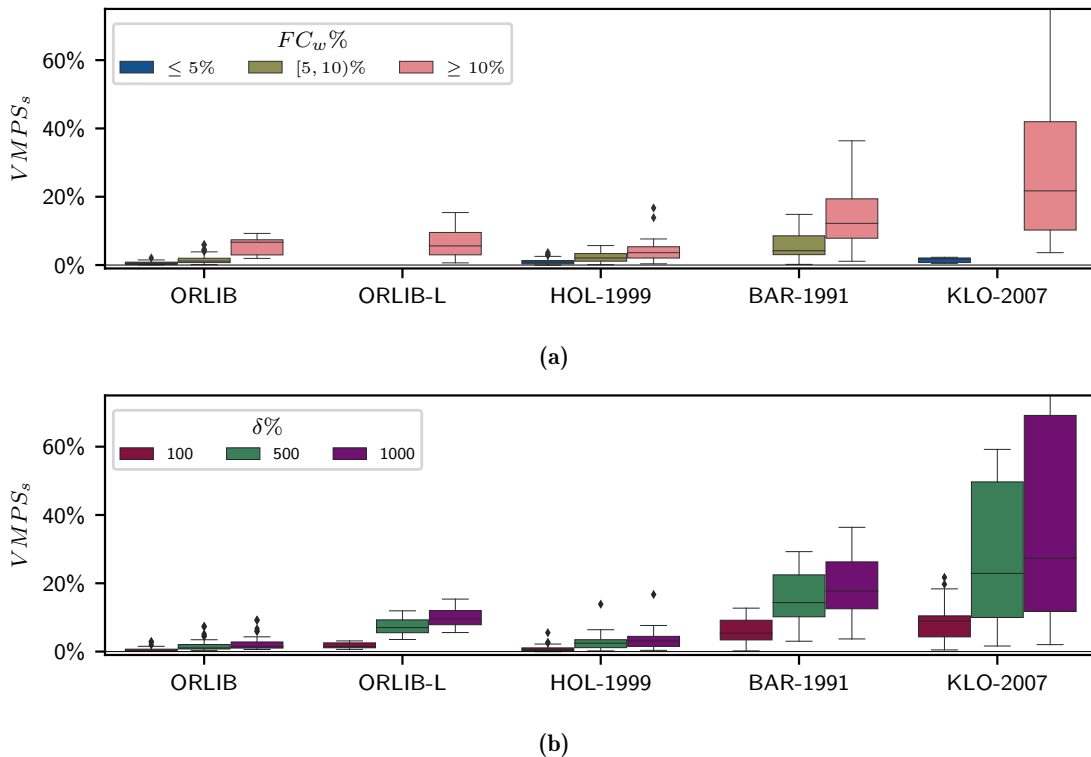 FC_w%
≤ 5% [5, 10)% ≥ 10%
VMPS_s
60%
40%
20%
0%
ORLIB ORLIB-L HOL-1999 BAR-1991 KLO-2007
(a)
δ%
100 500 1000
VMPS_s
60%
40%
20%
0%
ORLIB ORLIB-L HOL-1999 BAR-1991 KLO-2007
(b)